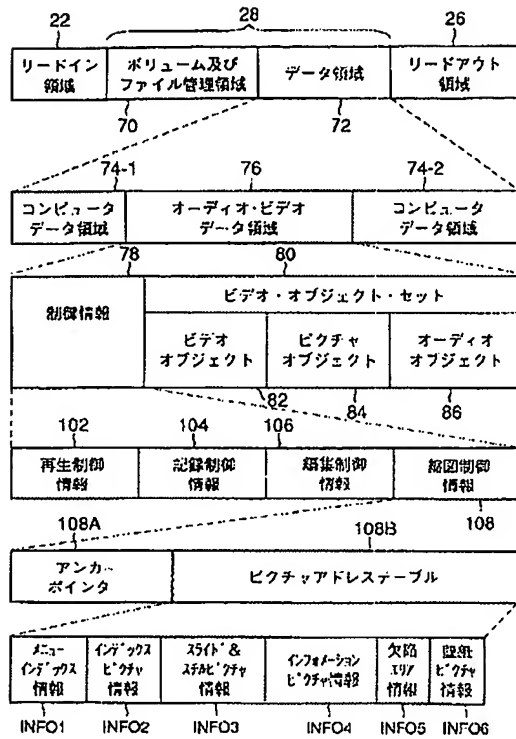 22
28
26
リードイン
領域
ボリューム及び
ファイル管理領域
データ領域
リードアウト
領域
70
72
74-1
76
74-2
コンピュータ
データ領域
オーディオ・ビデオ
データ領域
コンピュータ
データ領域
78
80
制御情報
ビデオ・オブジェクト・セット
ビデオ
オブジェクト
ピクチャ
オブジェクト
オーディオ
オブジェクト
82
84
86
102
104
106
再生制御
情報
記録制御
情報
編集制御
情報
縮図制御
情報
108
108A
108B
アンカー
ポインタ
ピクチャアドレステーブル
メニュー
インデックス
情報
インデックス
ピクチャ
情報
スライド&
スチルピクチャ
情報
インフォメーション
ピクチャ情報
欠陥
エリア
情報
壁紙
ピクチャ
情報
INFO1
INFO2
INFO3
INFO4
INFO5
INFO6